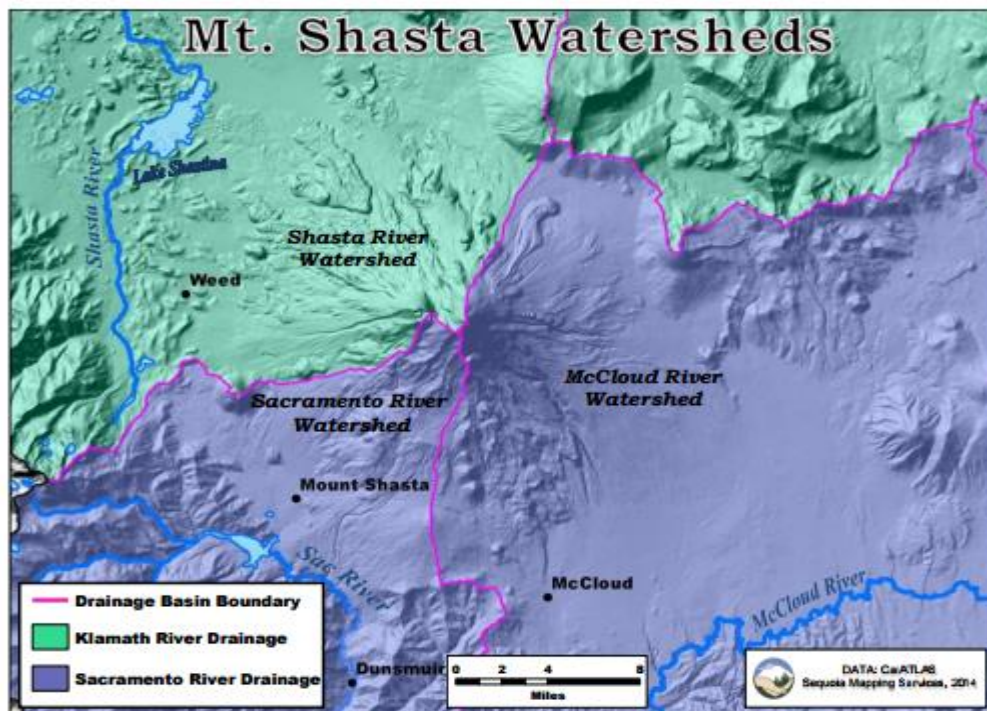 Mt. Shasta Watersheds
Shasta River
Lake Shastina
Shasta River
Watershed
Weed
McCloud River
Watershed
Sacramento River
Watershed
Mount Shasta
Sac River
McCloud
McCloud River
Dunsmuir
Drainage Basin Boundary
Klamath River Drainage
Sacramento River Drainage
0 2 4 8
Miles
DATA: CalATLAS
Sequoia Mapping Services, 2014